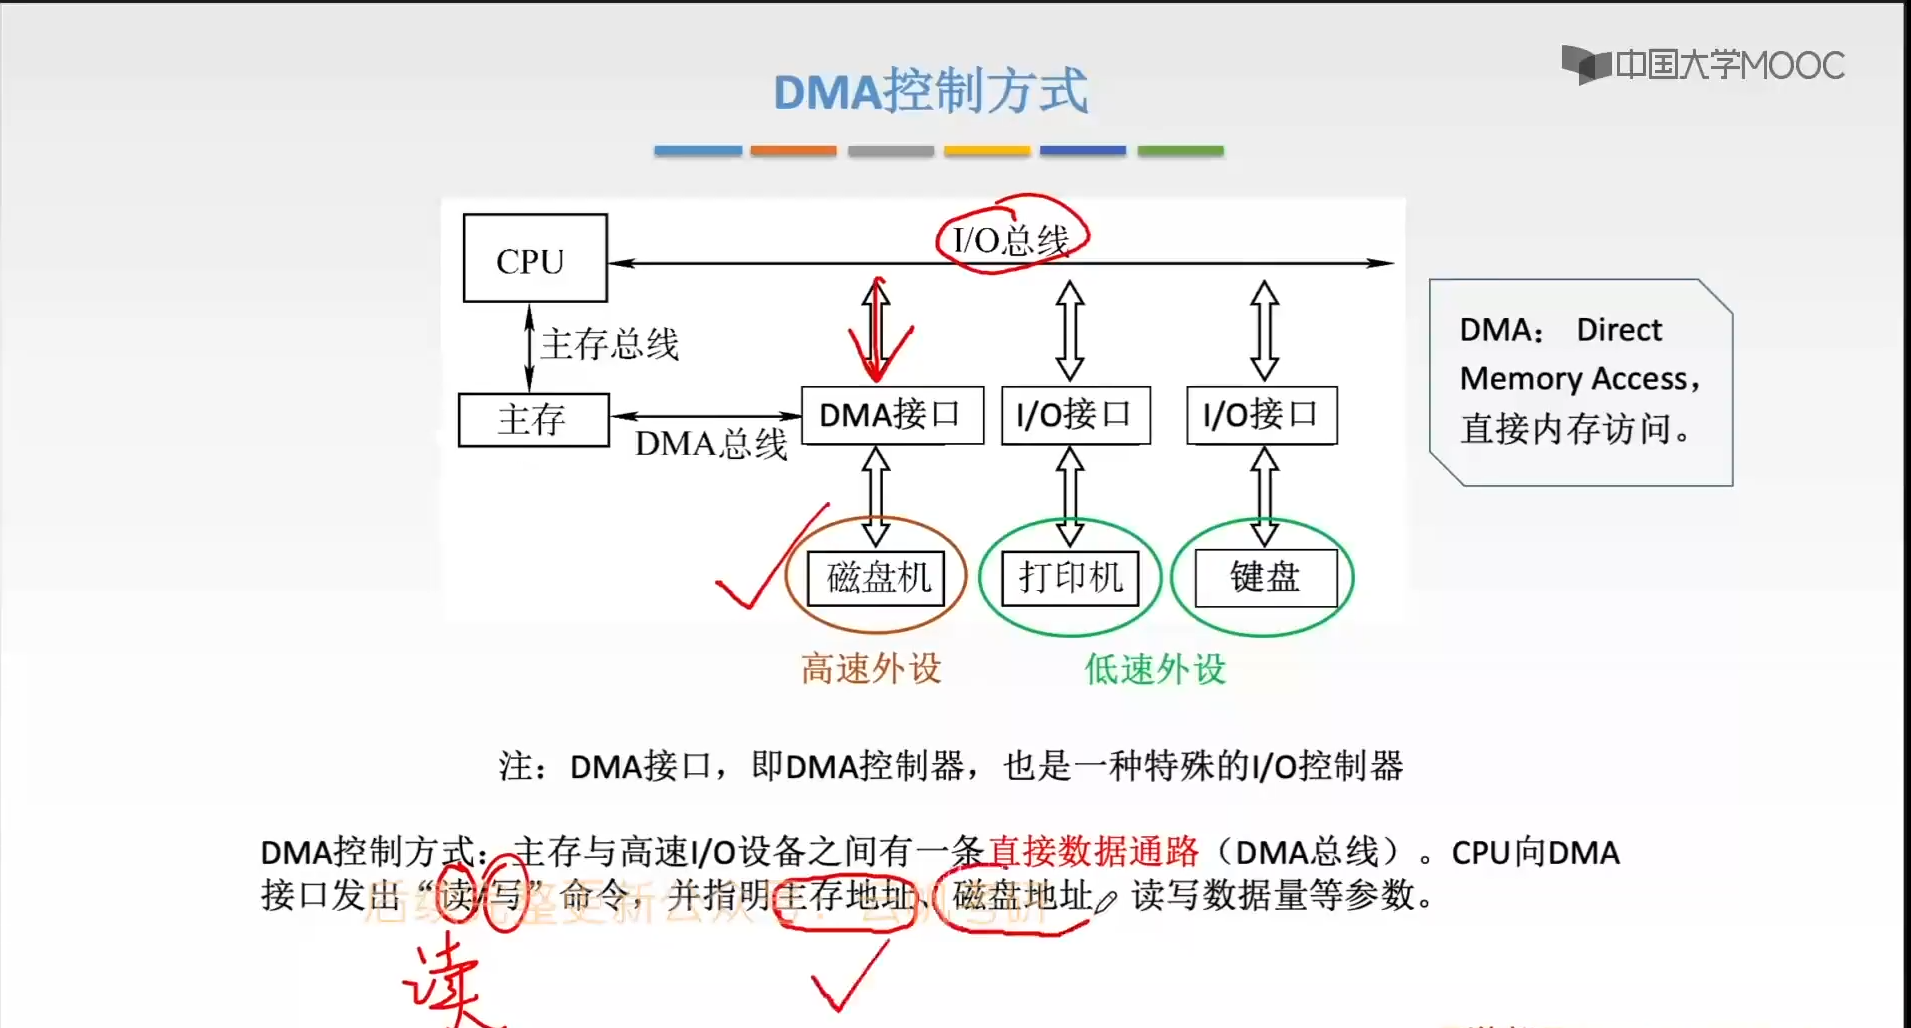 中国大学MOOC
DMA控制方式
I/O总线
CPU
主存总线
主存
DMA总线
DMA接口
I/O接口
I/O接口
磁盘机
打印机
键盘
高速外设
低速外设
DMA： Direct
Memory Access，
直接内存访问。
注：DMA接口，即DMA控制器，也是一种特殊的I/O控制器
DMA控制方式：主存与高速I/O设备之间有一条直接数据通路（DMA总线）。CPU向DMA
接口发出“读/写”命令，并指明主存地址、磁盘地址、读写数据量等参数。
读